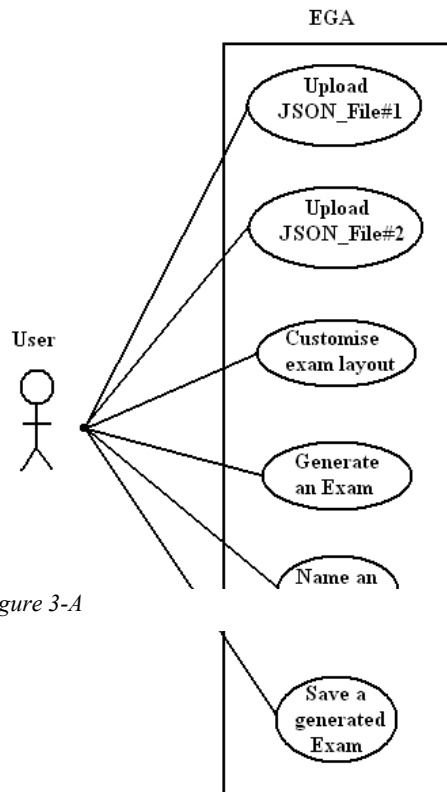 EGA
Upload
JSON_File#1
Upload
JSON_File#2
User
Customise
exam layout
Generate
an Exam
Name an
gure 3-A
Save a
generated
Exam